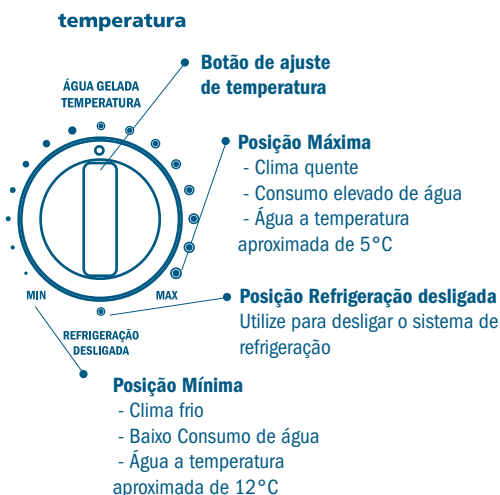 temperatura
Botão de ajuste
de temperatura
ÁGUA GELADA
TEMPERATURA
Posição Máxima
- Clima quente
- Consumo elevado de água
- Água a temperatura
aproximada de 5°C
MIN
MAX
Posição Refrigeração desligada
Utilize para desligar o sistema de
refrigeração
REFRIGERAÇÃO
DESLIGADA
Posição Mínima
- Clima frio
- Baixo Consumo de água
- Água a temperatura
aproximada de 12°C